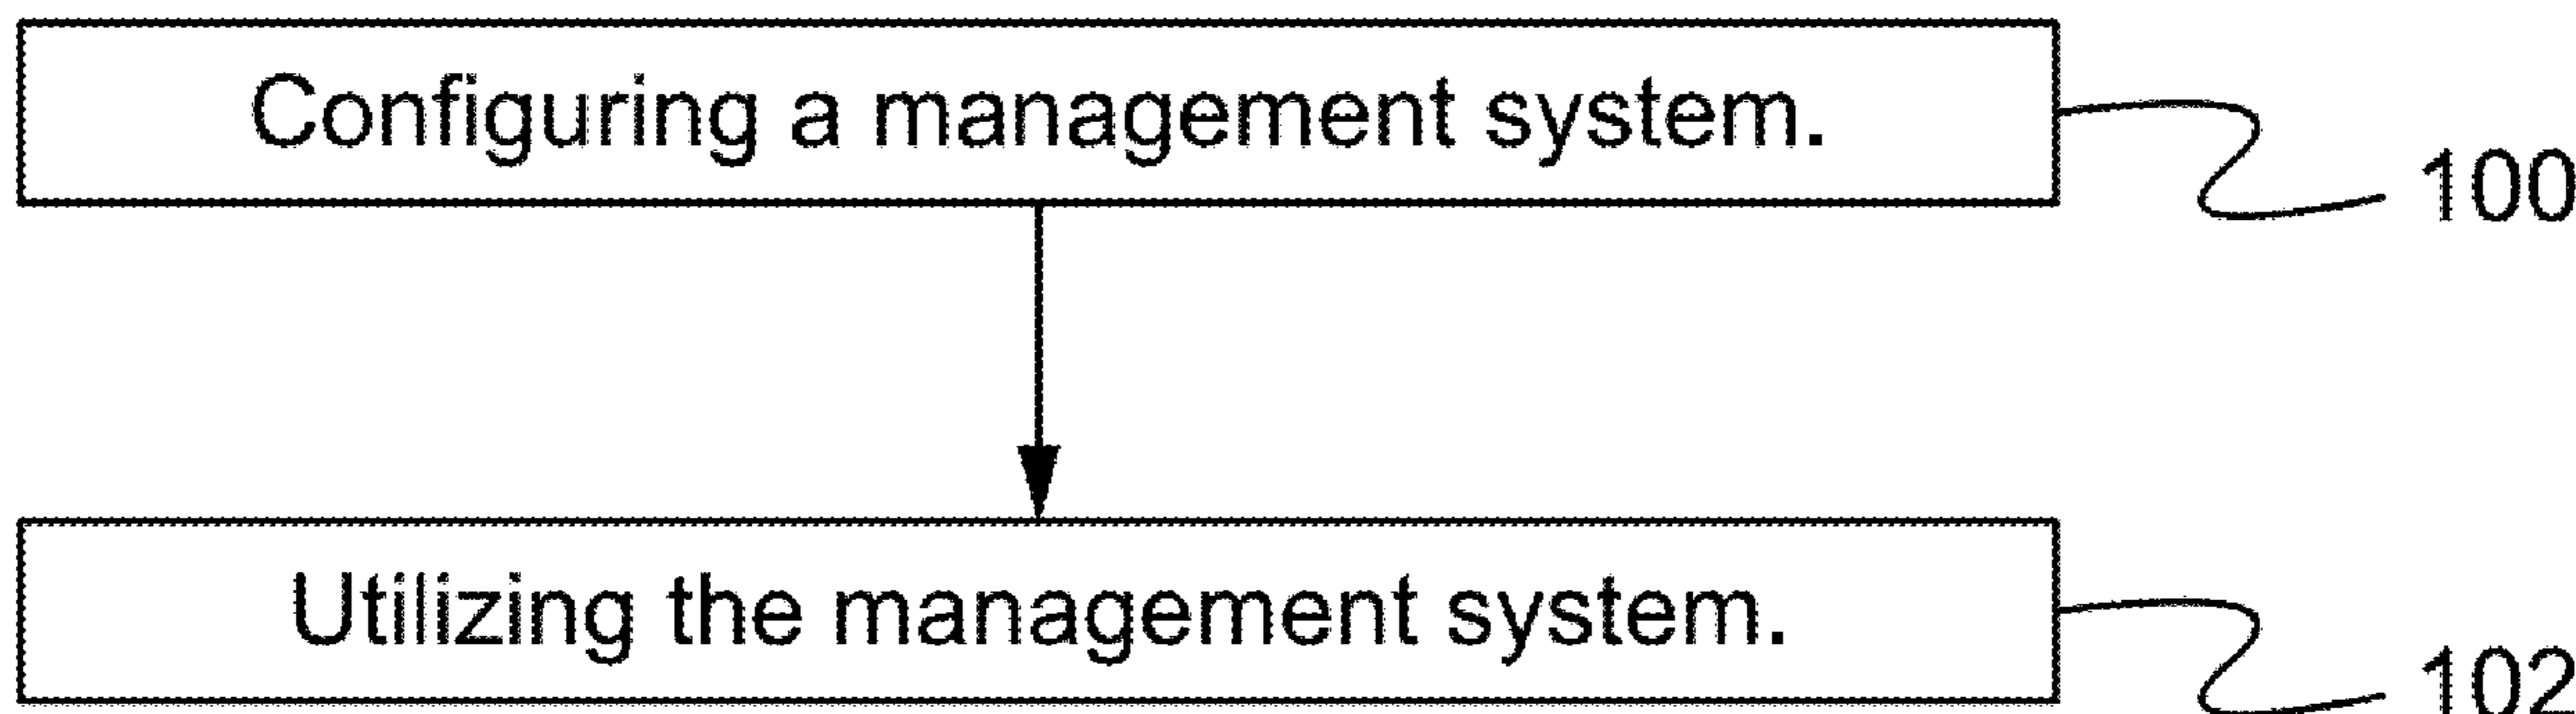 Configuring a management system.
100
Utilizing the management system.
102